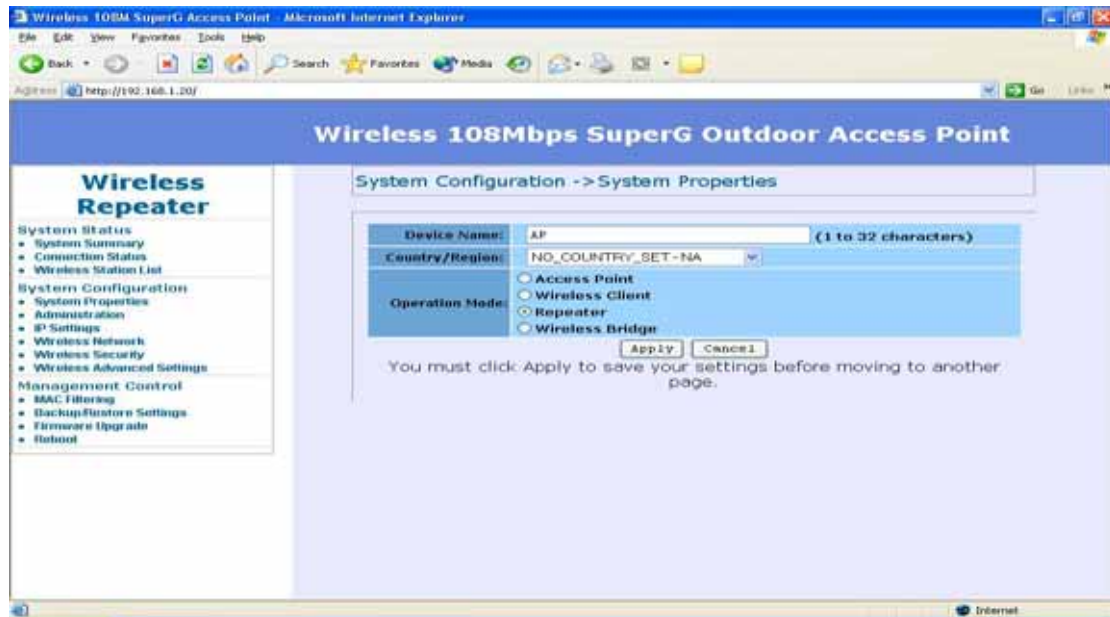 Wireless 108M SuperG Access Point - Microsoft Internet Explorer
File Edit View Favorites Tools Help
Back Search Favorites Media
Address http://192.168.1.20/ Go Links
Wireless 108Mbps SuperG Outdoor Access Point
Wireless
Repeater
System Status
System Summary
Connection Status
Wireless Station List
System Configuration
System Properties
Administration
IP Settings
Wireless Network
Wireless Security
Wireless Advanced Settings
Management Control
MAC Filtering
Backup/Restore Settings
Firmware Upgrade
Reboot
System Configuration ->System Properties
Device Name: AP (1 to 32 characters)
Country/Region: NO_COUNTRY_SET-NA
Operation Mode:
Access Point
Wireless Client
Repeater
Wireless Bridge
Apply Cancel
You must click Apply to save your settings before moving to another
page.
Internet